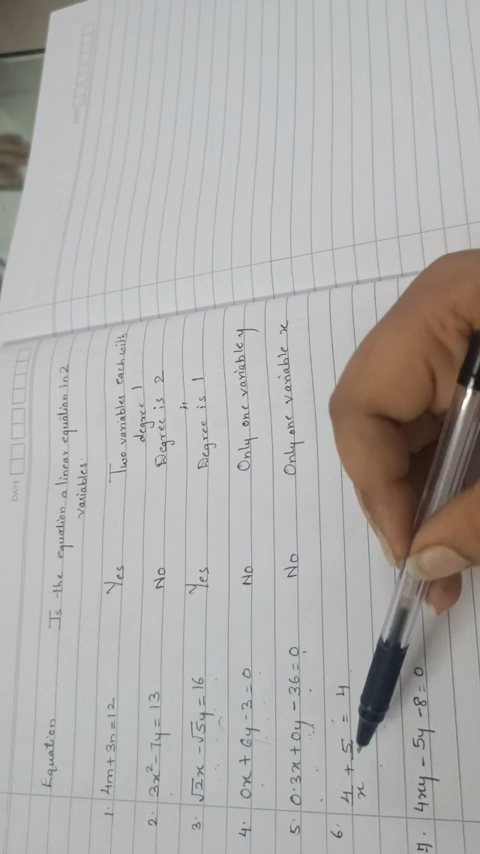 DATE
Equation Is the equation a linear equation in 2
variables.
1. 4m + 3n = 12 Yes Two variables each with
degree 1
2. 3x² - 7y = 13 No Degree is 2
3. √2x - √5y = 16 Yes Degree is 1
4. 0x + 6y - 3 = 0 No Only one variable y
5. 0.3x + 0y - 36 = 0 No Only one variable x
6. 4/x + 5/ = 4
7. 4xy - 5y - 8 = 0